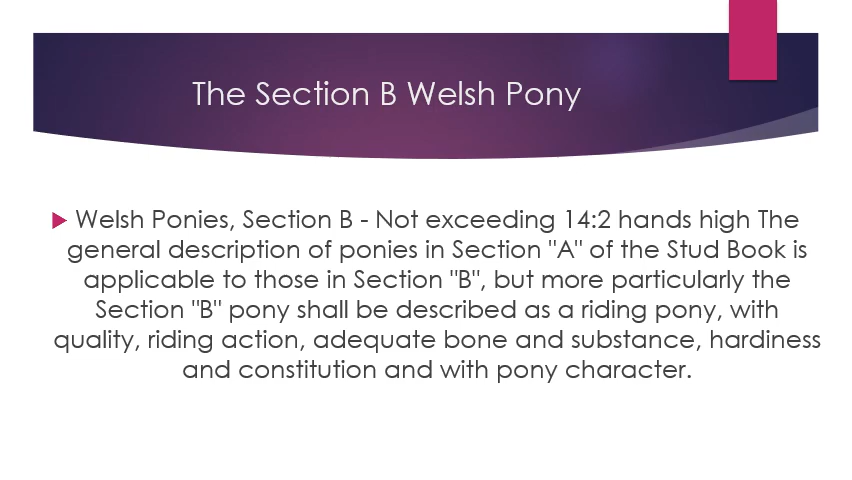 The Section B Welsh Pony
Welsh Ponies, Section B - Not exceeding 14:2 hands high The
general description of ponies in Section "A" of the Stud Book is
applicable to those in Section "B", but more particularly the
Section "B" pony shall be described as a riding pony, with
quality, riding action, adequate bone and substance, hardiness
and constitution and with pony character.